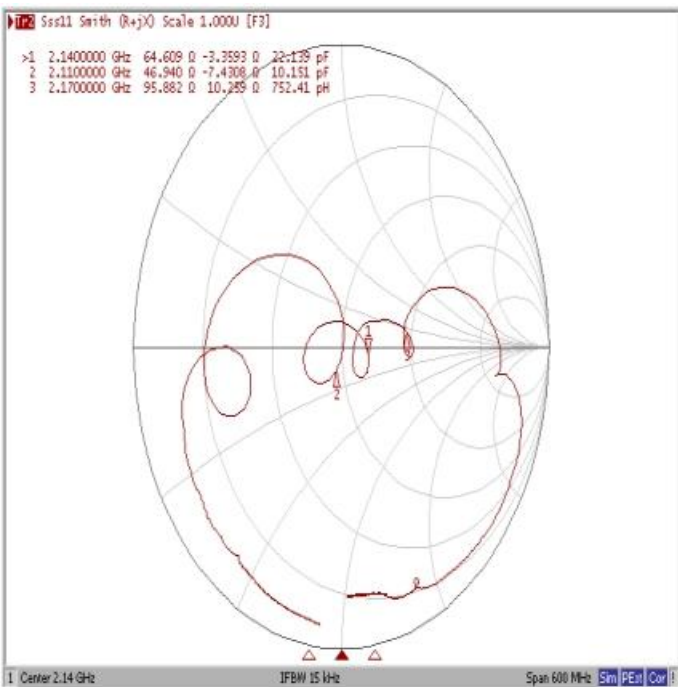 Tr2 Sss11 Smith (R+jX) Scale 1.000U [F3]
>1 2.1400000 GHz 64.609 Ω -3.3593 Ω 22.139 pF
2 2.1100000 GHz 46.940 Ω -7.4308 Ω 10.151 pF
3 2.1700000 GHz 95.882 Ω 10.259 Ω 752.41 pH
1
3
2
1 Center 2.14 GHz IFBW 15 kHz Span 600 MHz Sim PExt Cor !